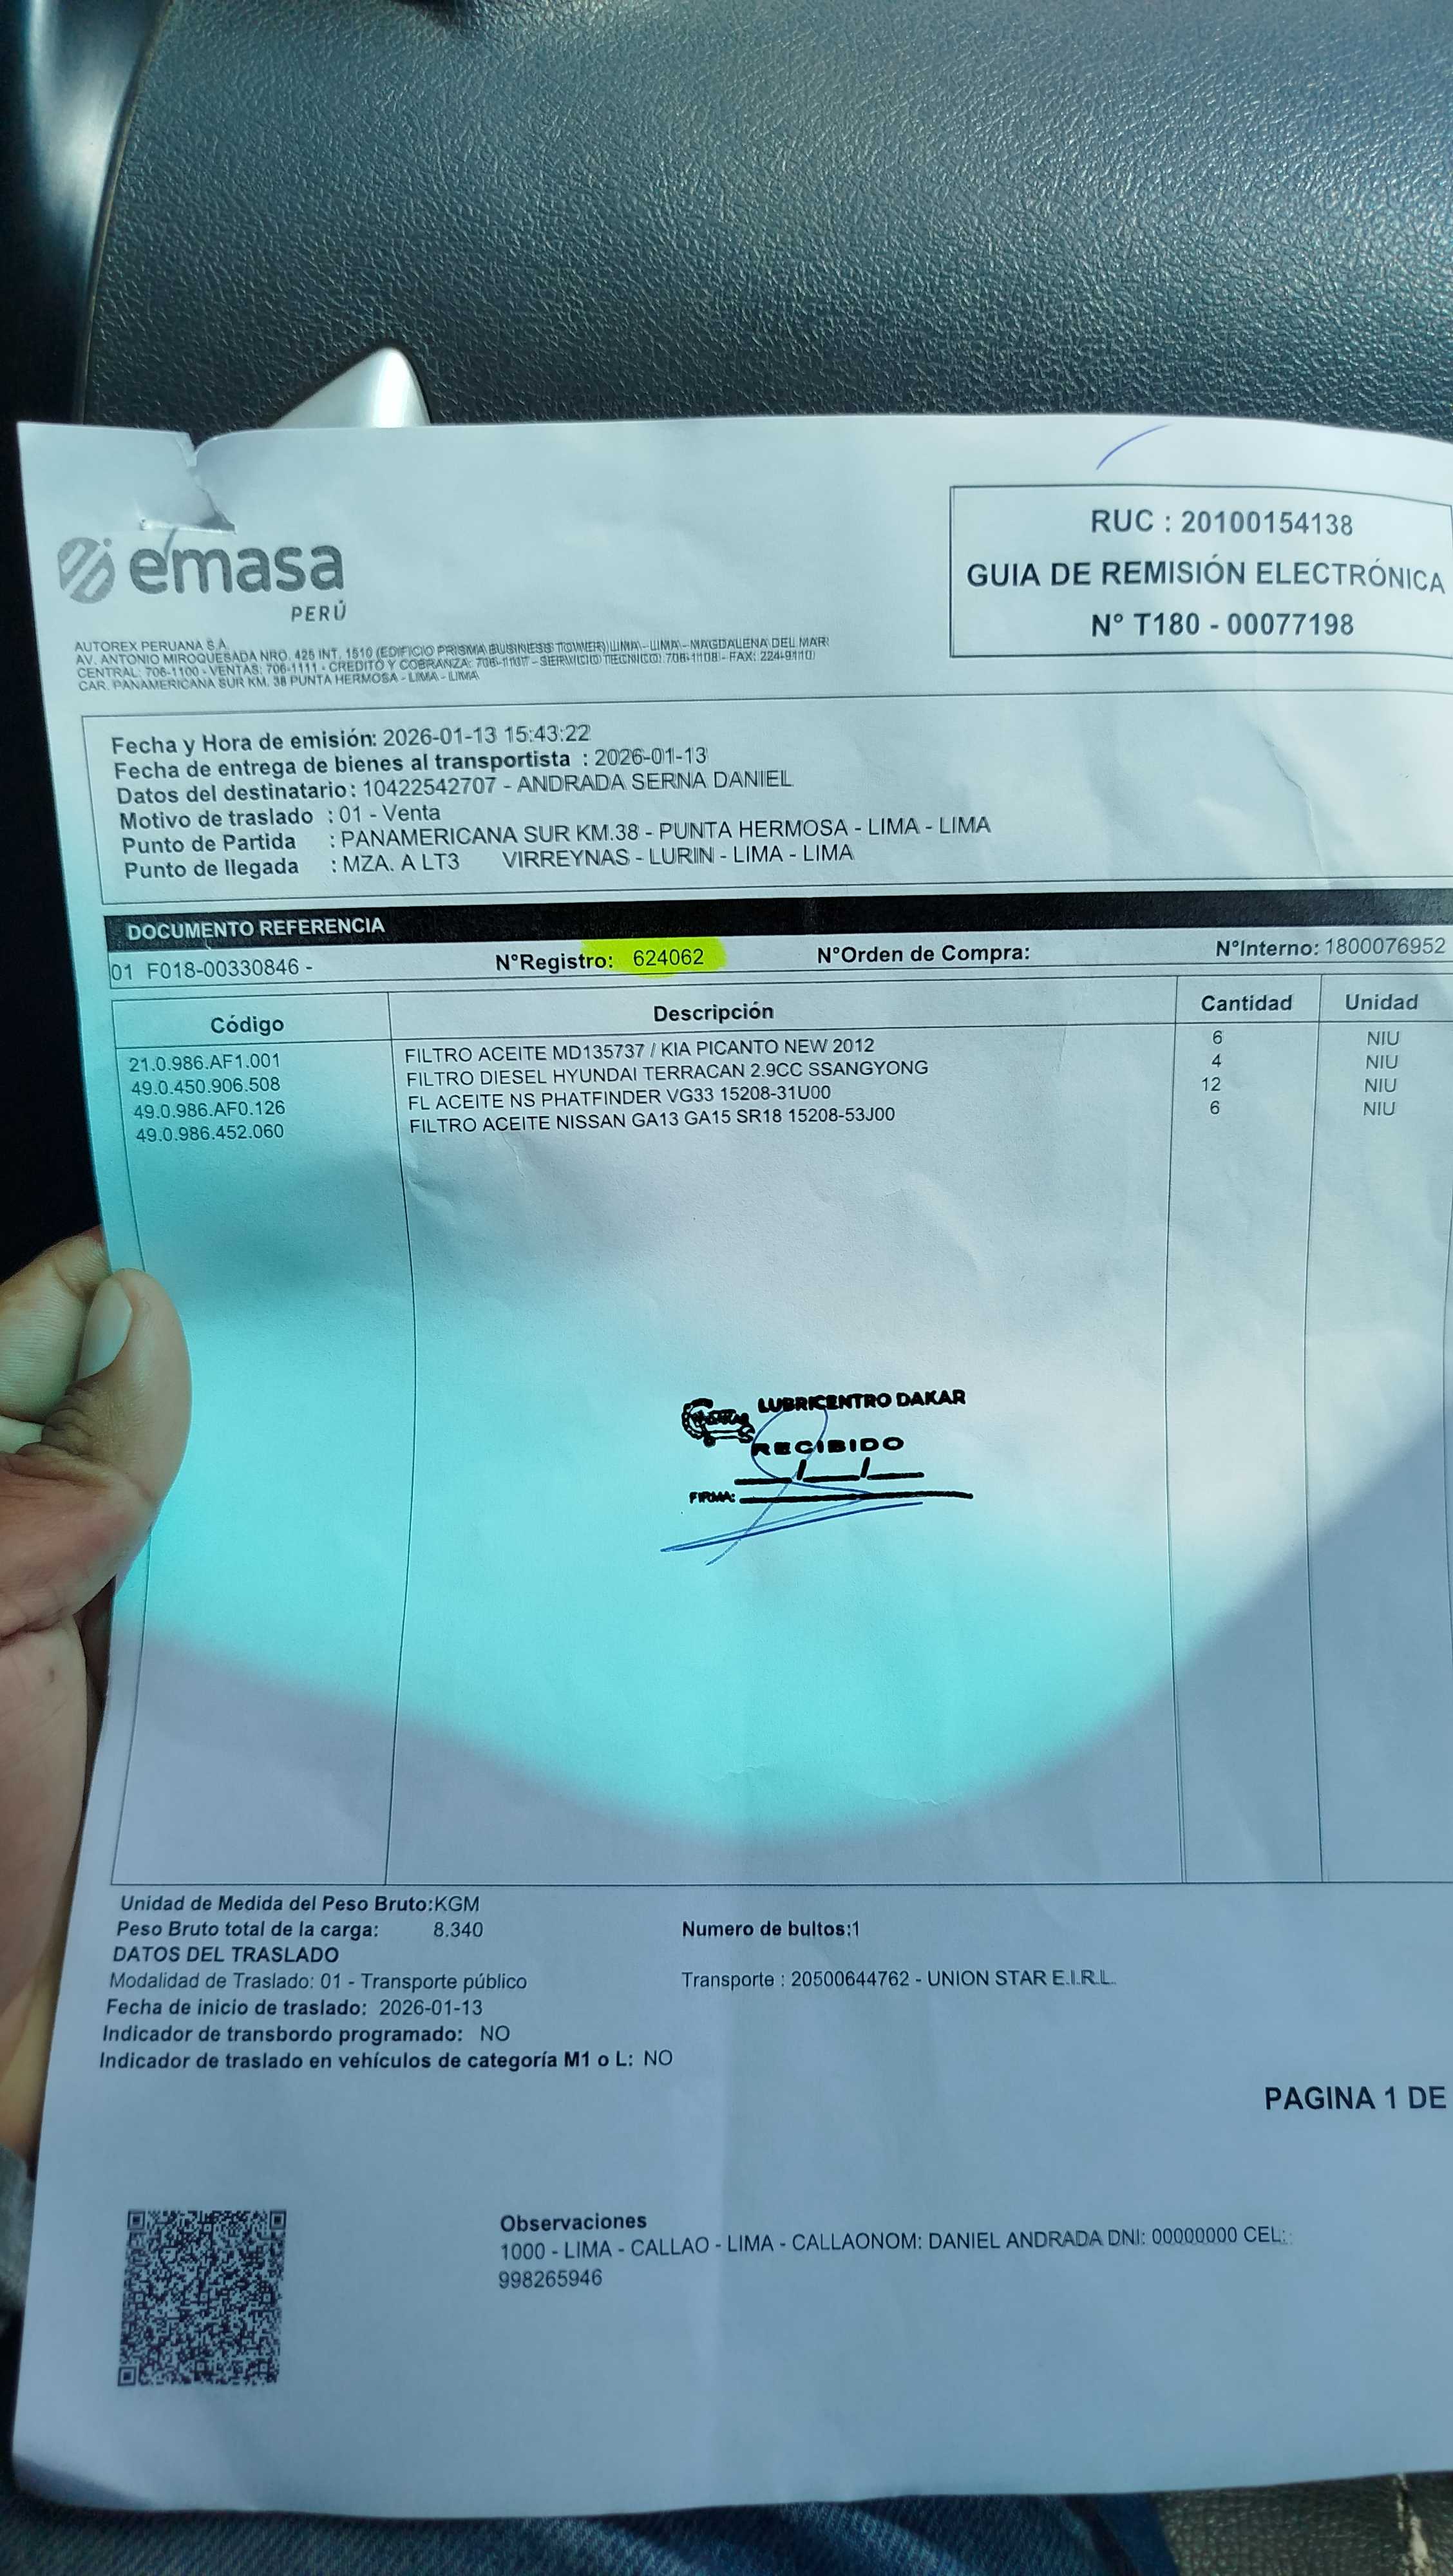 emasa
PERÚ
RUC : 20100154138
GUIA DE REMISIÓN ELECTRÓNICA
N° T180 - 00077198
AUTOREX PERUANA S.A.
AV. ANTONIO MIROQUESADA NRO. 425 INT. 1510 (EDIFICIO PRISMA BUSINESS TOWER) LIMA - LIMA - MAGDALENA DEL MAR
CENTRAL: 706-1100 - VENTAS: 706-1111 - CREDITO Y COBRANZA: 706-1107 - SERVICIO TECNICO: 706-1108 - FAX: 224-9110
CAR. PANAMERICANA SUR KM. 38 PUNTA HERMOSA - LIMA - LIMA
Fecha y Hora de emisión: 2026-01-13 15:43:22
Fecha de entrega de bienes al transportista : 2026-01-13
Datos del destinatario : 10422542707 - ANDRADA SERNA DANIEL
Motivo de traslado : 01 - Venta
Punto de Partida : PANAMERICANA SUR KM.38 - PUNTA HERMOSA - LIMA - LIMA
Punto de llegada : MZA. A LT3 VIRREYNAS - LURIN - LIMA - LIMA
DOCUMENTO REFERENCIA
01 F018-00330846 - N°Registro: 624062 N°Orden de Compra: N°Interno: 1800076952
Código Descripción Cantidad Unidad
21.0.986.AF1.001 FILTRO ACEITE MD135737 / KIA PICANTO NEW 2012 6 NIU
49.0.450.906.508 FILTRO DIESEL HYUNDAI TERRACAN 2.9CC SSANGYONG 4 NIU
49.0.986.AF0.126 FL ACEITE NS PHATFINDER VG33 15208-31U00 12 NIU
49.0.986.452.060 FILTRO ACEITE NISSAN GA13 GA15 SR18 15208-53J00 6 NIU
LUBRICENTRO DAKAR
RECIBIDO
FIRMA:
Unidad de Medida del Peso Bruto:KGM
Peso Bruto total de la carga: 8.340 Numero de bultos:1
DATOS DEL TRASLADO
Modalidad de Traslado: 01 - Transporte público Transporte : 20500644762 - UNION STAR E.I.R.L.
Fecha de inicio de traslado: 2026-01-13
Indicador de transbordo programado: NO
Indicador de traslado en vehículos de categoría M1 o L: NO
PAGINA 1 DE
Observaciones
1000 - LIMA - CALLAO - LIMA - CALLAONOM: DANIEL ANDRADA DNI: 00000000 CEL:
998265946